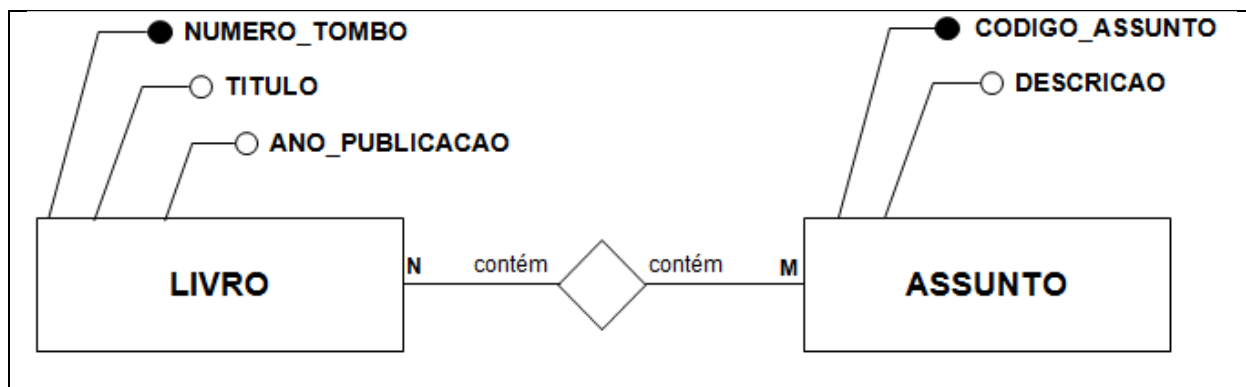 NUMERO_TOMBO
TITULO
ANO_PUBLICACAO
CODIGO_ASSUNTO
DESCRICAO
LIVRO
N
contém
contém
M
ASSUNTO